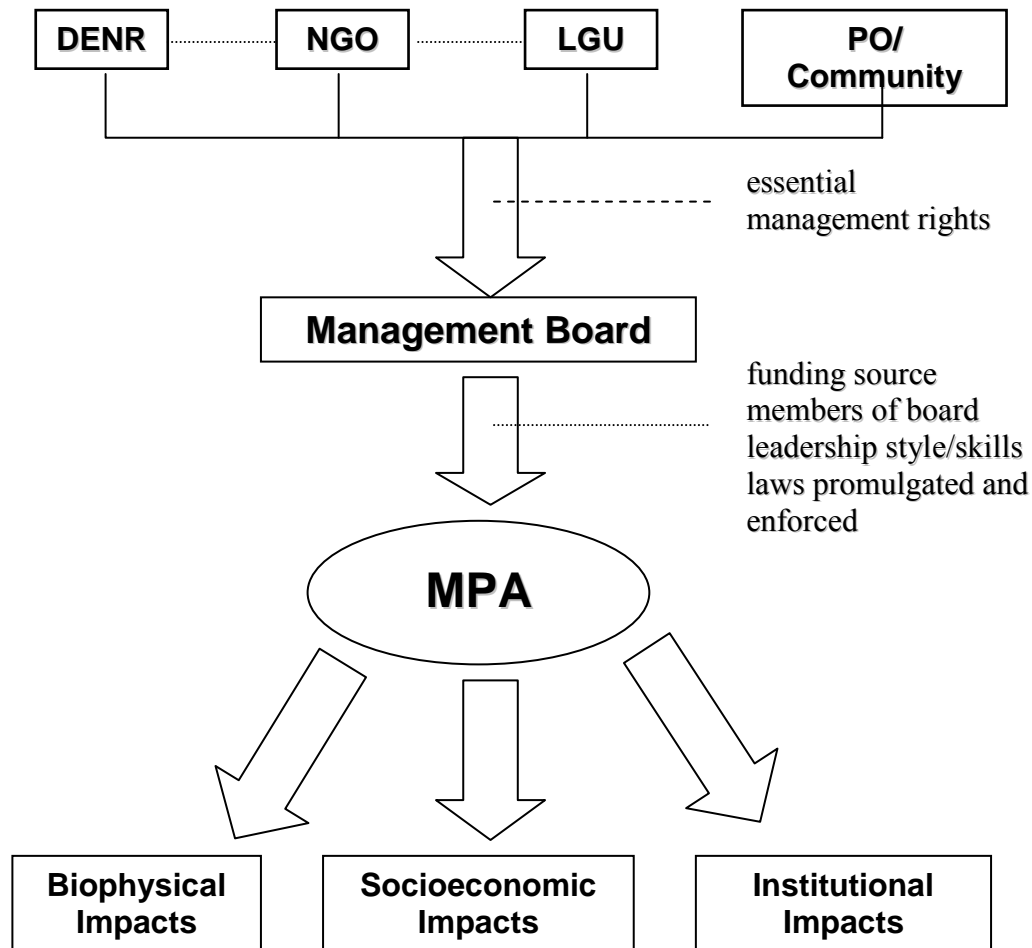 DENR
NGO
LGU
PO/
Community
essential
management rights
Management Board
funding source
members of board
leadership style/skills
laws promulgated and
enforced
MPA
Biophysical
Impacts
Socioeconomic
Impacts
Institutional
Impacts